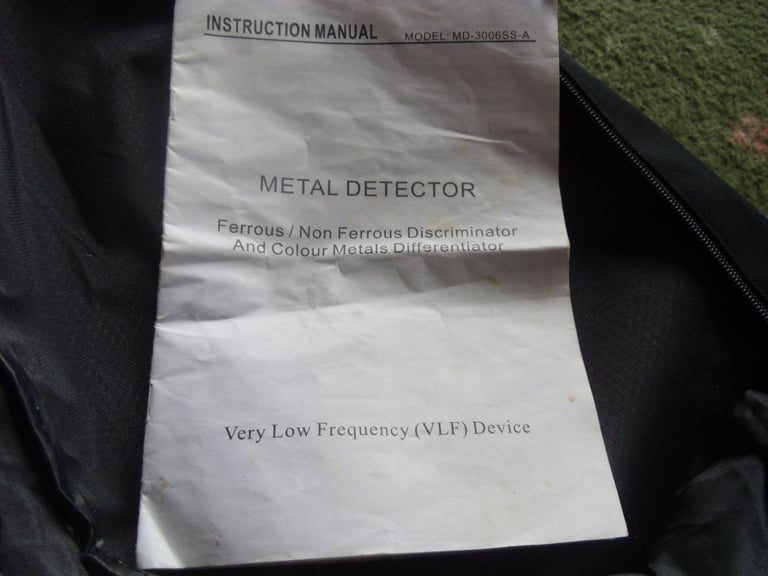 INSTRUCTION MANUAL MODEL: MD-3006SS-A
METAL DETECTOR
Ferrous / Non Ferrous Discriminator
And Colour Metals Differentiator
Very Low Frequency (VLF) Device